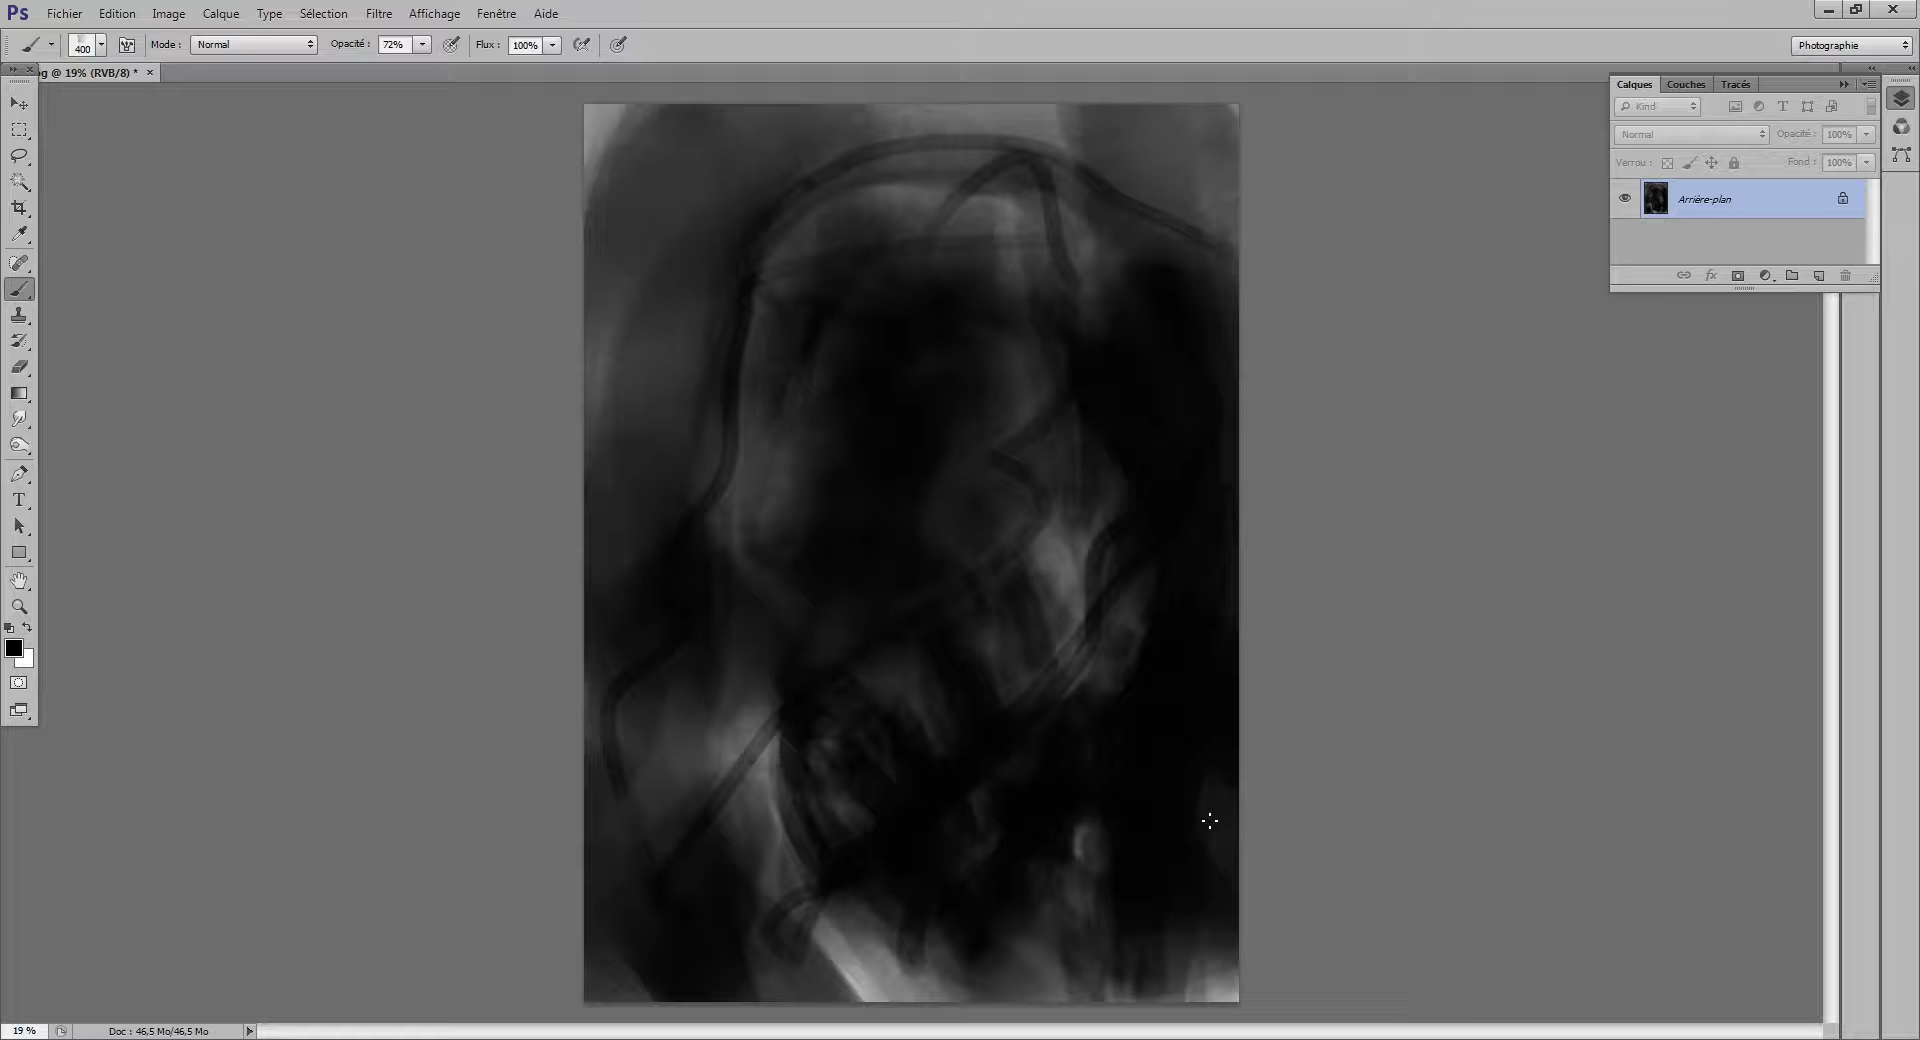 Ps Fichier Edition Image Calque Type Sélection Filtre Affichage Fenêtre Aide
400 Mode : Normal Opacité : 72% Flux : 100% Photographie
og @ 19% (RVB/8) * ×
Calques Couches Tracés
Kind
Normal Opacité : 100%
Verrou : Fond : 100%
Arrière-plan
fx
19 % Doc : 46,5 Mo/46,5 Mo